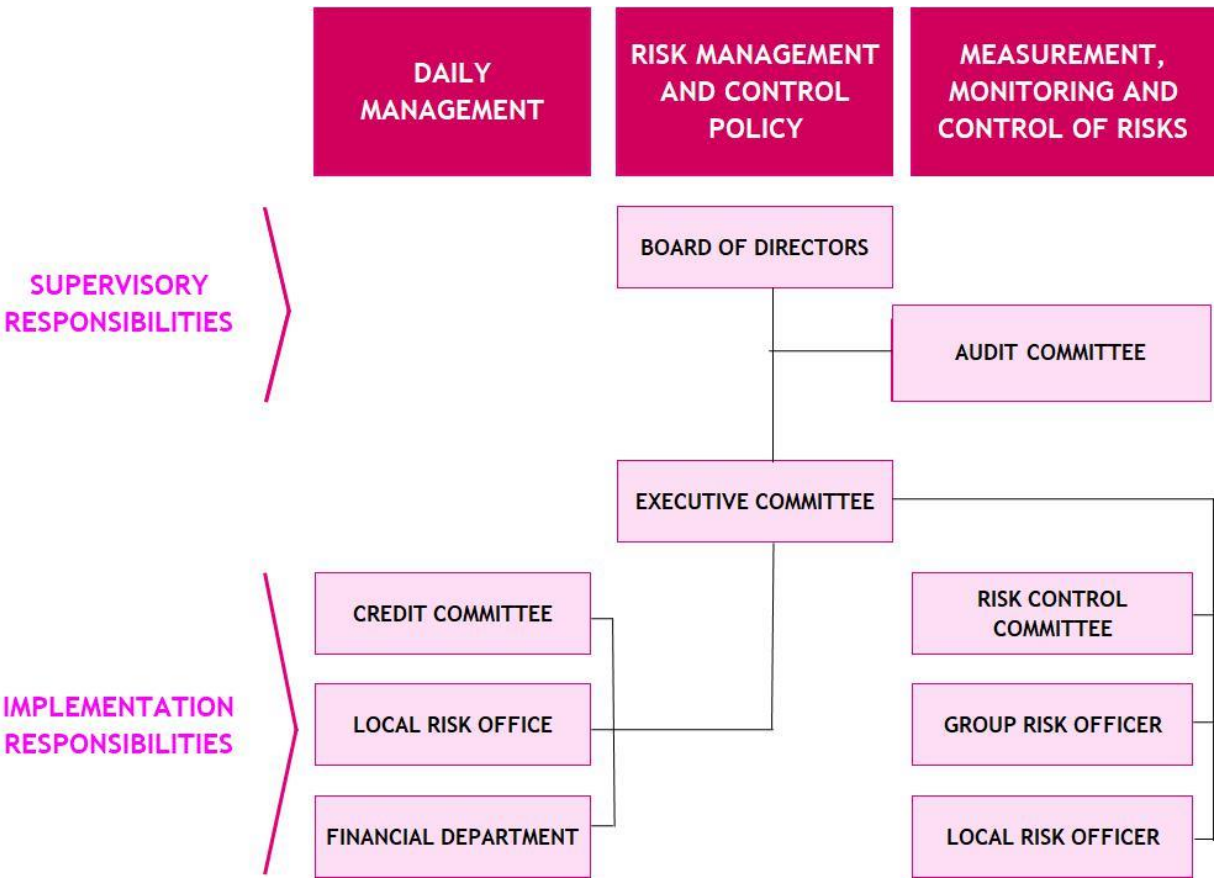 DAILY
MANAGEMENT
RISK MANAGEMENT
AND CONTROL
POLICY
MEASUREMENT,
MONITORING AND
CONTROL OF RISKS
SUPERVISORY
RESPONSIBILITIES
BOARD OF DIRECTORS
AUDIT COMMITTEE
EXECUTIVE COMMITTEE
IMPLEMENTATION
RESPONSIBILITIES
CREDIT COMMITTEE
RISK CONTROL
COMMITTEE
LOCAL RISK OFFICE
GROUP RISK OFFICER
FINANCIAL DEPARTMENT
LOCAL RISK OFFICER